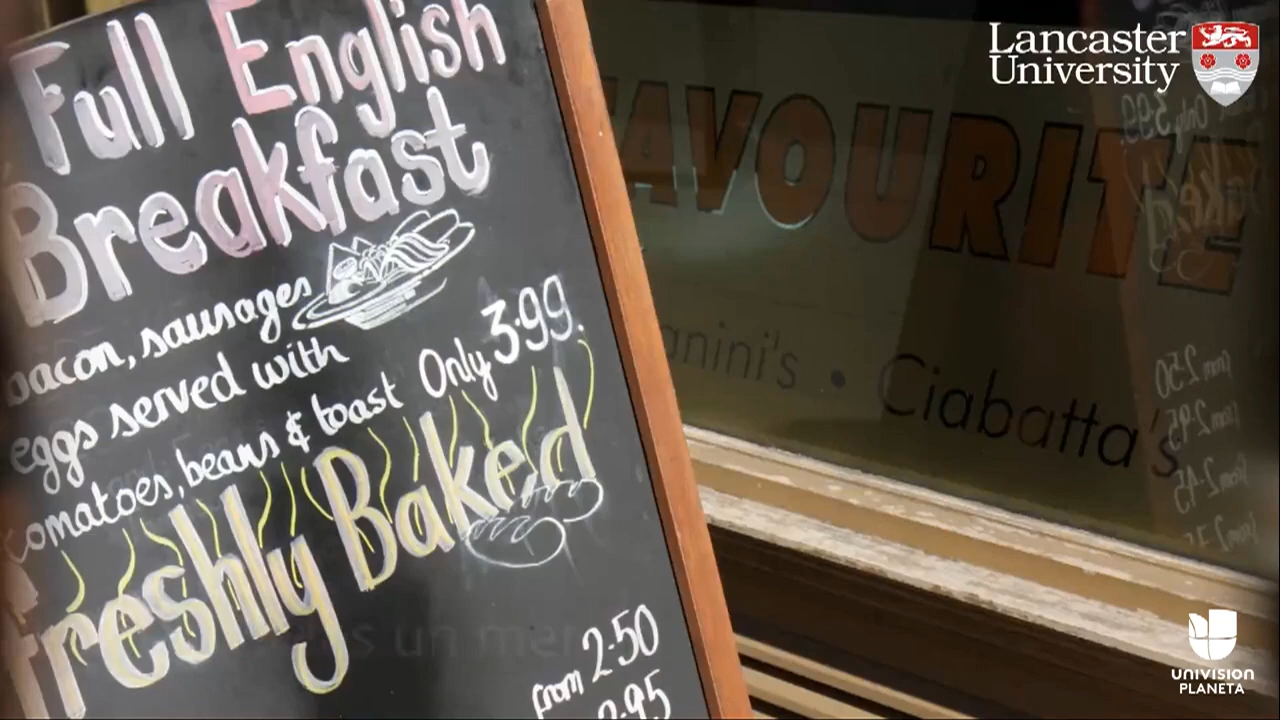 Full English
Breakfast
bacon, sausages
eggs served with
tomatoes, beans & toast Only 3.99.
Freshly Baked
from 2.50
2.95
FAVOURITE
anini's • Ciabatta's
Lancaster
University
UNIVISION
PLANETA